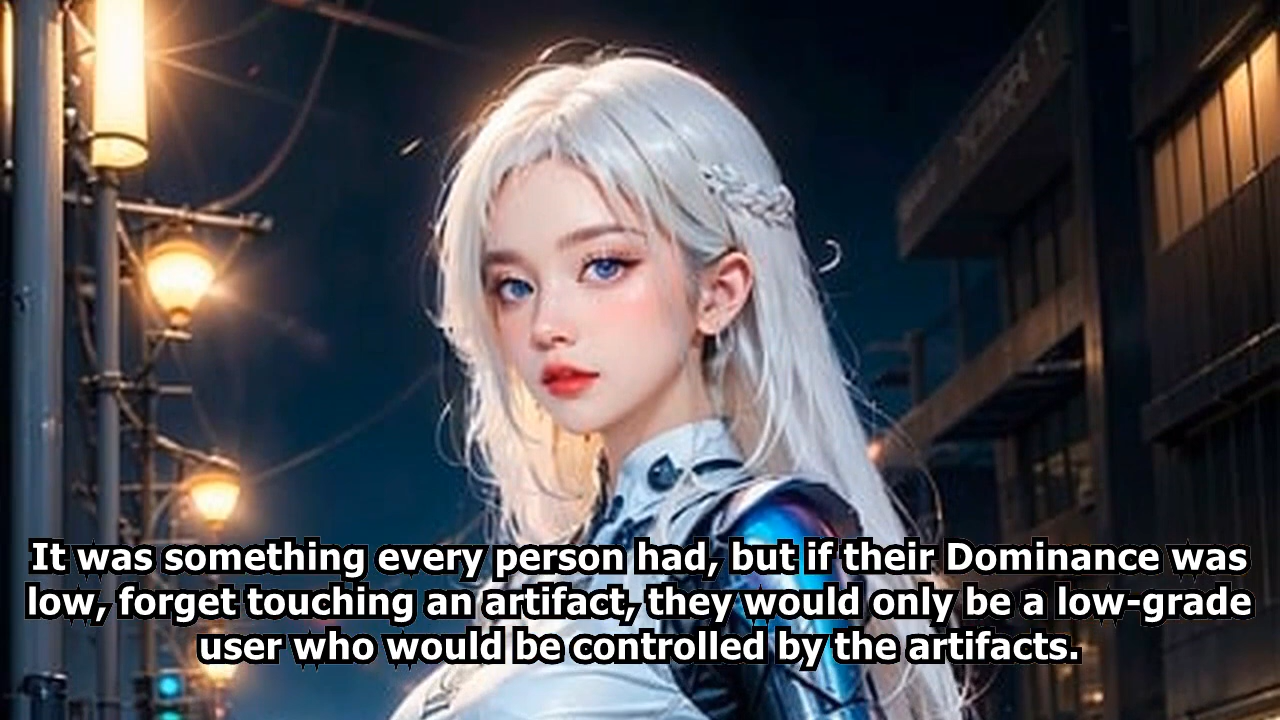 It was something every person had, but if their Dominance was
low, forget touching an artifact, they would only be a low-grade
user who would be controlled by the artifacts.